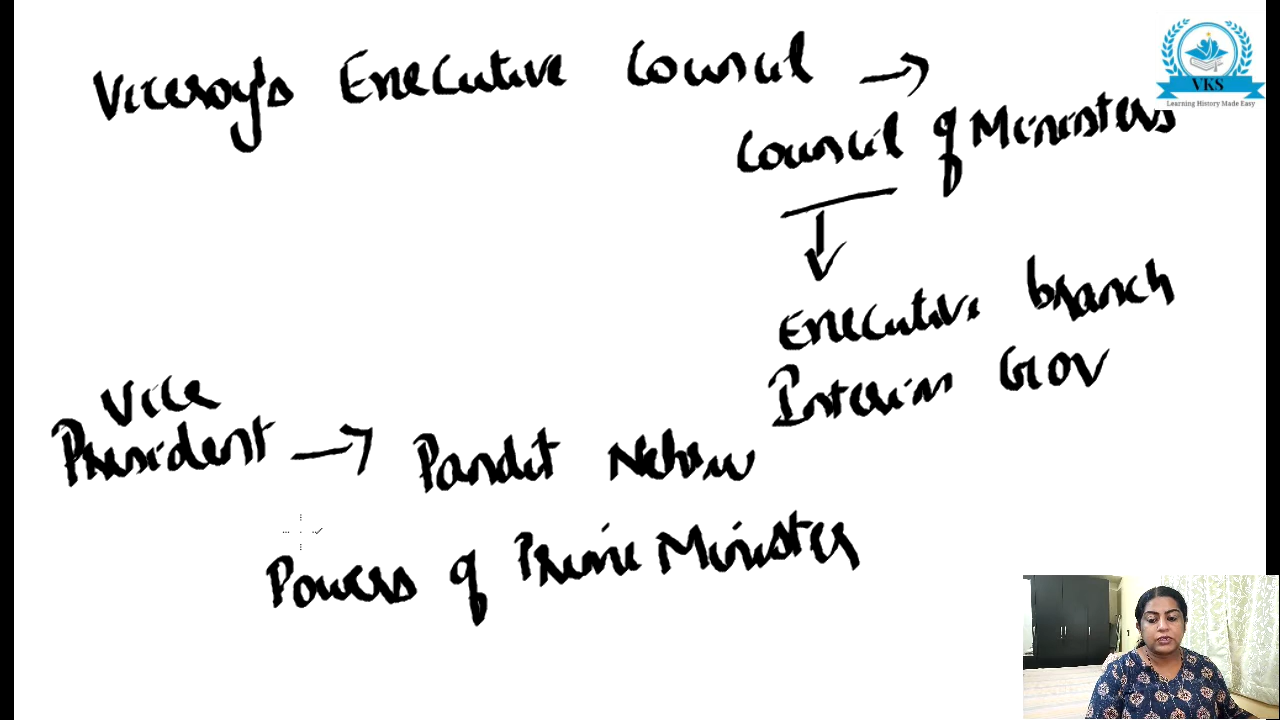 Viceroy's Executive Council →
Council of Ministers
Executive branch
Interim Gov
Vice
President → Pandit Nehru
Powers of Prime Minister
VKS
Learning History Made Easy